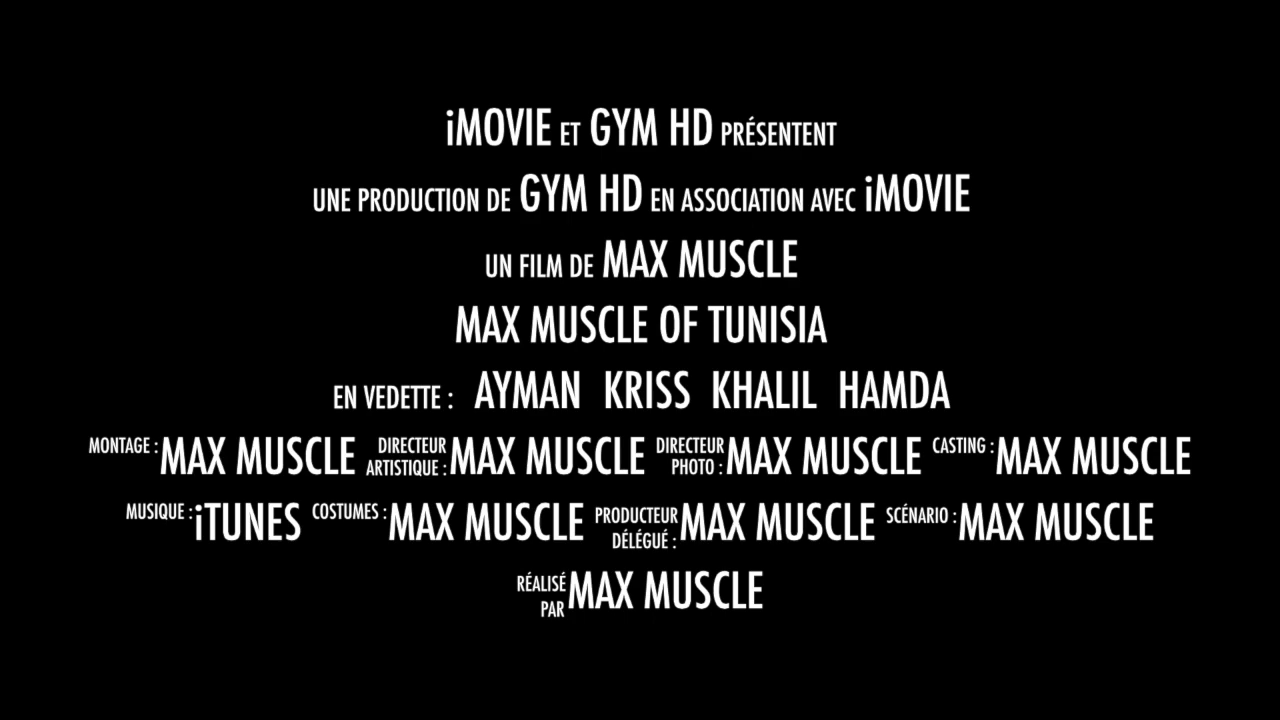 iMOVIE ET GYM HD PRÉSENTENT
UNE PRODUCTION DE GYM HD EN ASSOCIATION AVEC iMOVIE
UN FILM DE MAX MUSCLE
MAX MUSCLE OF TUNISIA
EN VEDETTE : AYMAN KRISS KHALIL HAMDA
MONTAGE : MAX MUSCLE DIRECTEUR ARTISTIQUE : MAX MUSCLE DIRECTEUR PHOTO : MAX MUSCLE CASTING : MAX MUSCLE
MUSIQUE : iTUNES COSTUMES : MAX MUSCLE PRODUCTEUR DÉLÉGUÉ : MAX MUSCLE SCÉNARIO : MAX MUSCLE
RÉALISÉ PAR MAX MUSCLE